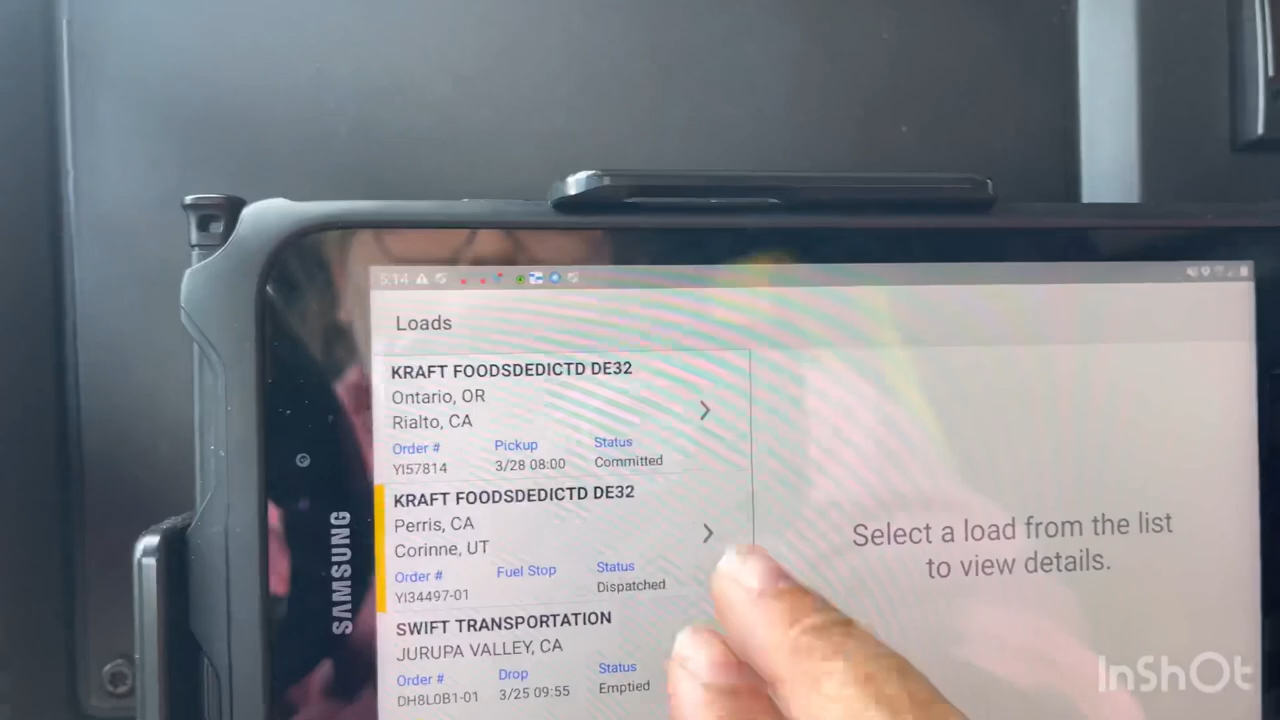 5:14
Loads
KRAFT FOODSDEDICTD DE32
Ontario, OR
Rialto, CA
Order # Pickup Status
YI57814 3/28 08:00 Committed
KRAFT FOODSDEDICTD DE32
Perris, CA
Corinne, UT
Order # Fuel Stop Status
YI34497-01 Dispatched
SWIFT TRANSPORTATION
JURUPA VALLEY, CA
Order # Drop Status
DH8L0B1-01 3/25 09:55 Emptied
Select a load from the list
to view details.
SAMSUNG
InShOt